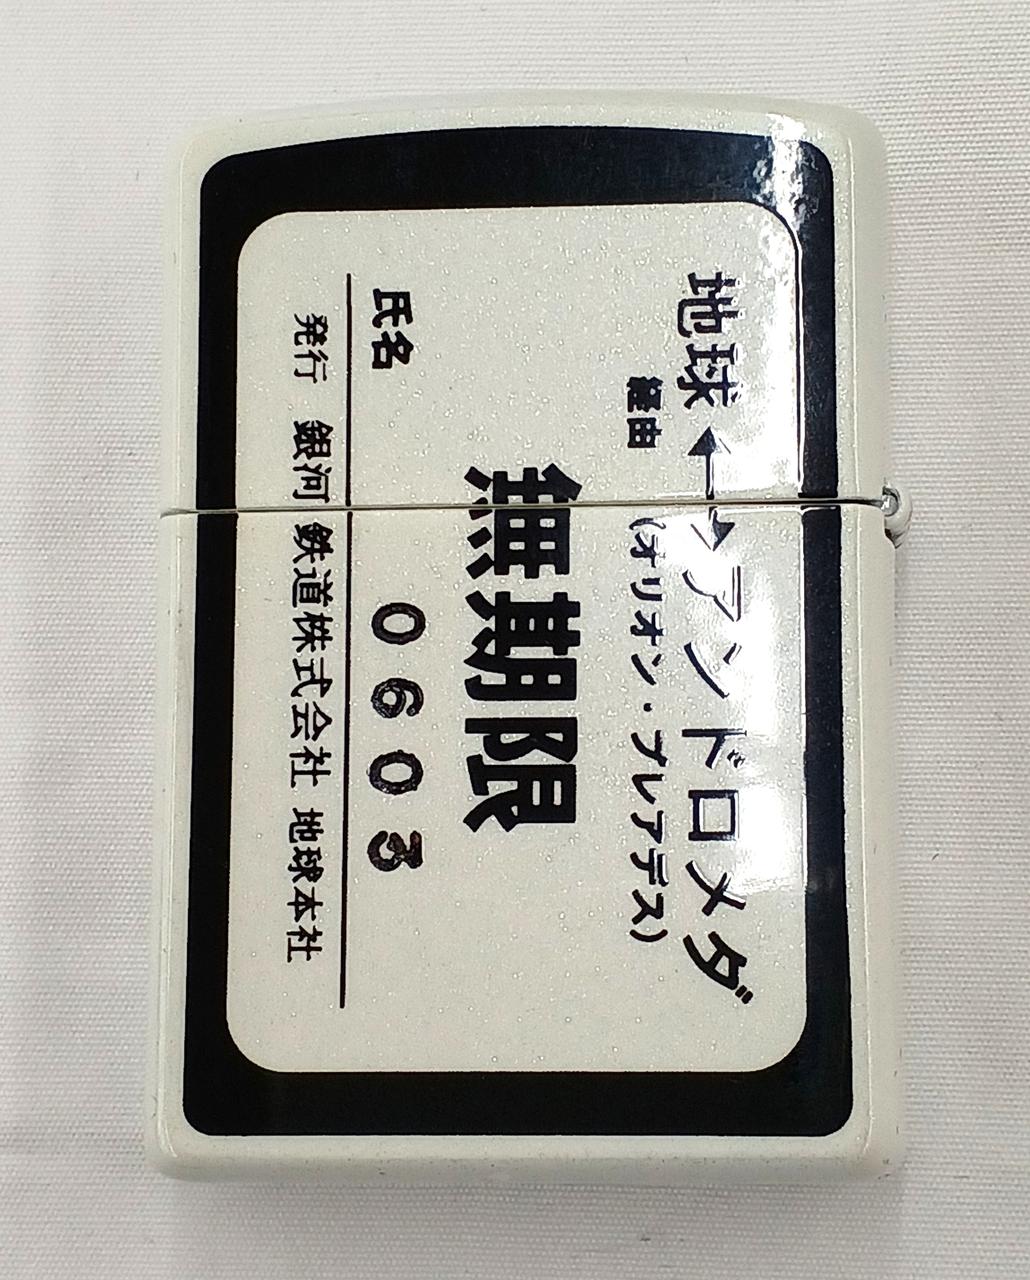 地球 ←→ アンドロメダ
経由 (オリオン・プレアデス)
無期限
氏名 0603
発行 銀河鉄道株式会社 地球本社